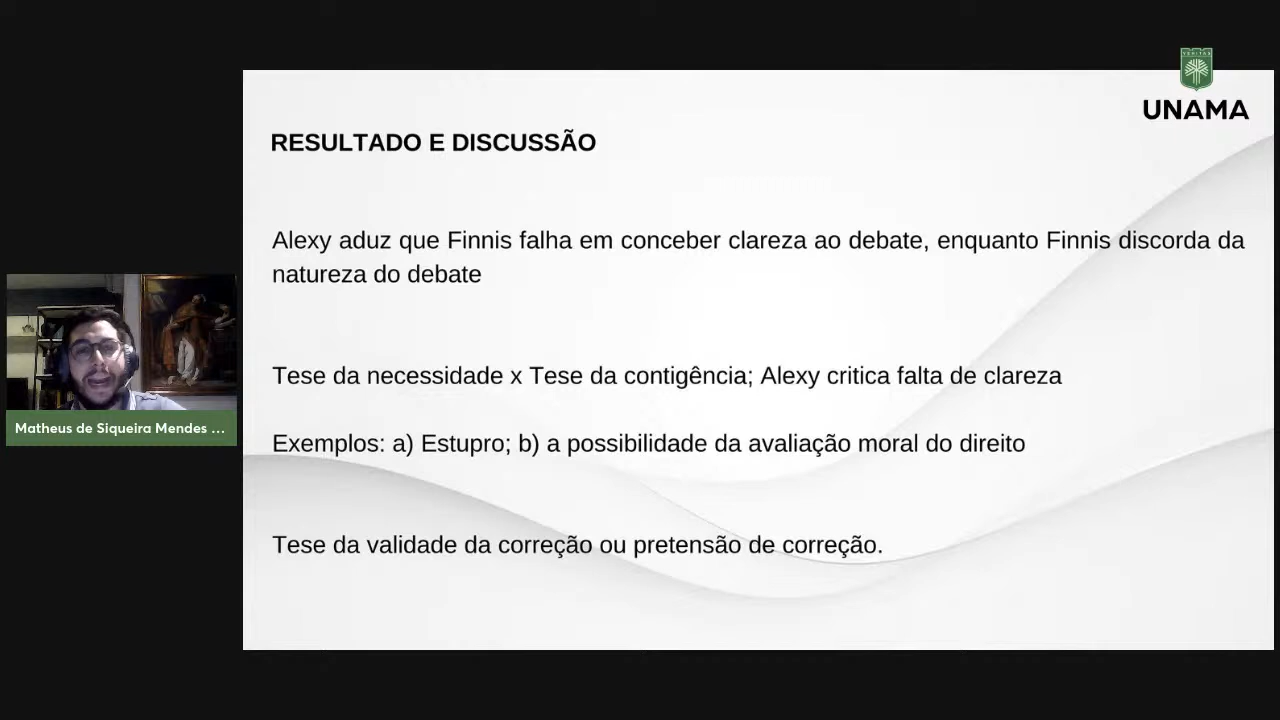 VERITAS
UNAMA
RESULTADO E DISCUSSÃO
Alexy aduz que Finnis falha em conceber clareza ao debate, enquanto Finnis discorda da
natureza do debate
Tese da necessidade x Tese da contigência; Alexy critica falta de clareza
Exemplos: a) Estupro; b) a possibilidade da avaliação moral do direito
Tese da validade da correção ou pretensão de correção.
Matheus de Siqueira Mendes ...